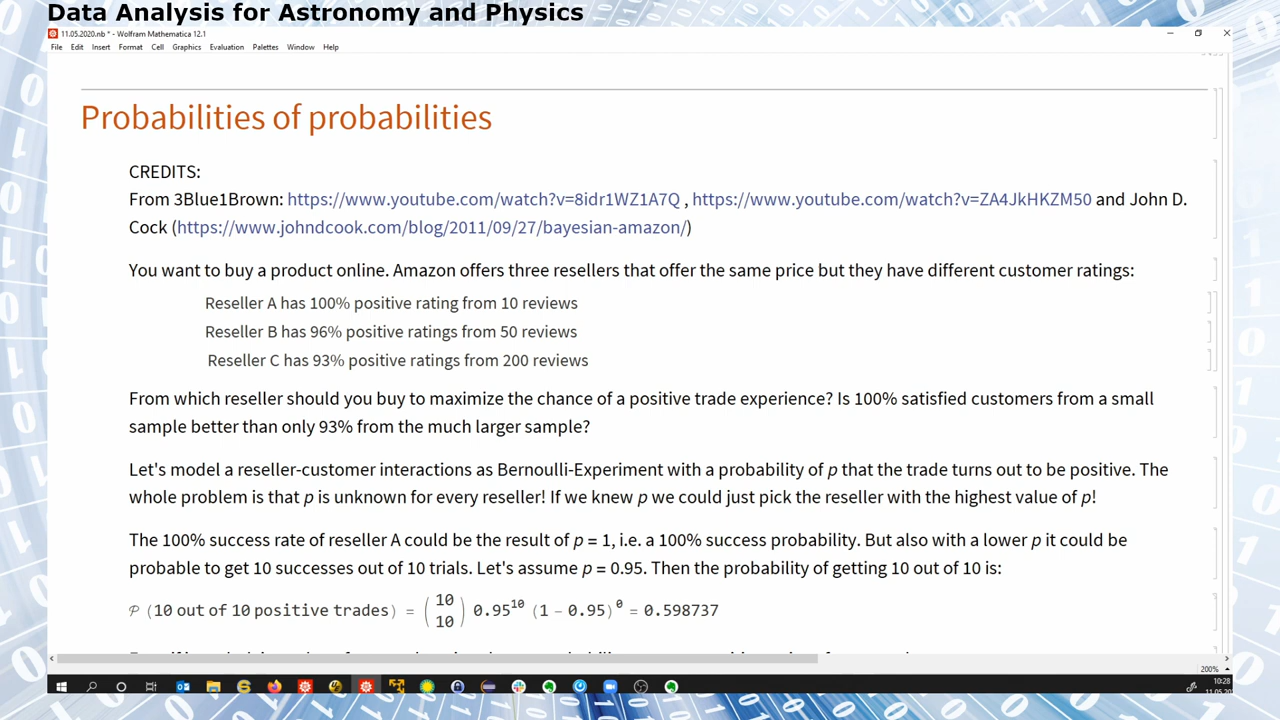 Data Analysis for Astronomy and Physics
11.05.2020.nb * - Wolfram Mathematica 12.1
File Edit Insert Format Cell Graphics Evaluation Palettes Window Help
Probabilities of probabilities
CREDITS:
From 3Blue1Brown: https://www.youtube.com/watch?v=8idr1WZ1A7Q , https://www.youtube.com/watch?v=ZA4JkHKZM50 and John D.
Cock (https://www.johndcook.com/blog/2011/09/27/bayesian-amazon/)
You want to buy a product online. Amazon offers three resellers that offer the same price but they have different customer ratings:
Reseller A has 100% positive rating from 10 reviews
Reseller B has 96% positive ratings from 50 reviews
Reseller C has 93% positive ratings from 200 reviews
From which reseller should you buy to maximize the chance of a positive trade experience? Is 100% satisfied customers from a small
sample better than only 93% from the much larger sample?
Let's model a reseller-customer interactions as Bernoulli-Experiment with a probability of p that the trade turns out to be positive. The
whole problem is that p is unknown for every reseller! If we knew p we could just pick the reseller with the highest value of p!
The 100% success rate of reseller A could be the result of p = 1, i.e. a 100% success probability. But also with a lower p it could be
probable to get 10 successes out of 10 trials. Let's assume p = 0.95. Then the probability of getting 10 out of 10 is:
𝒫 (10 out of 10 positive trades) = (10 10) 0.95^10 (1 - 0.95)^0 = 0.598737
200%
10:28